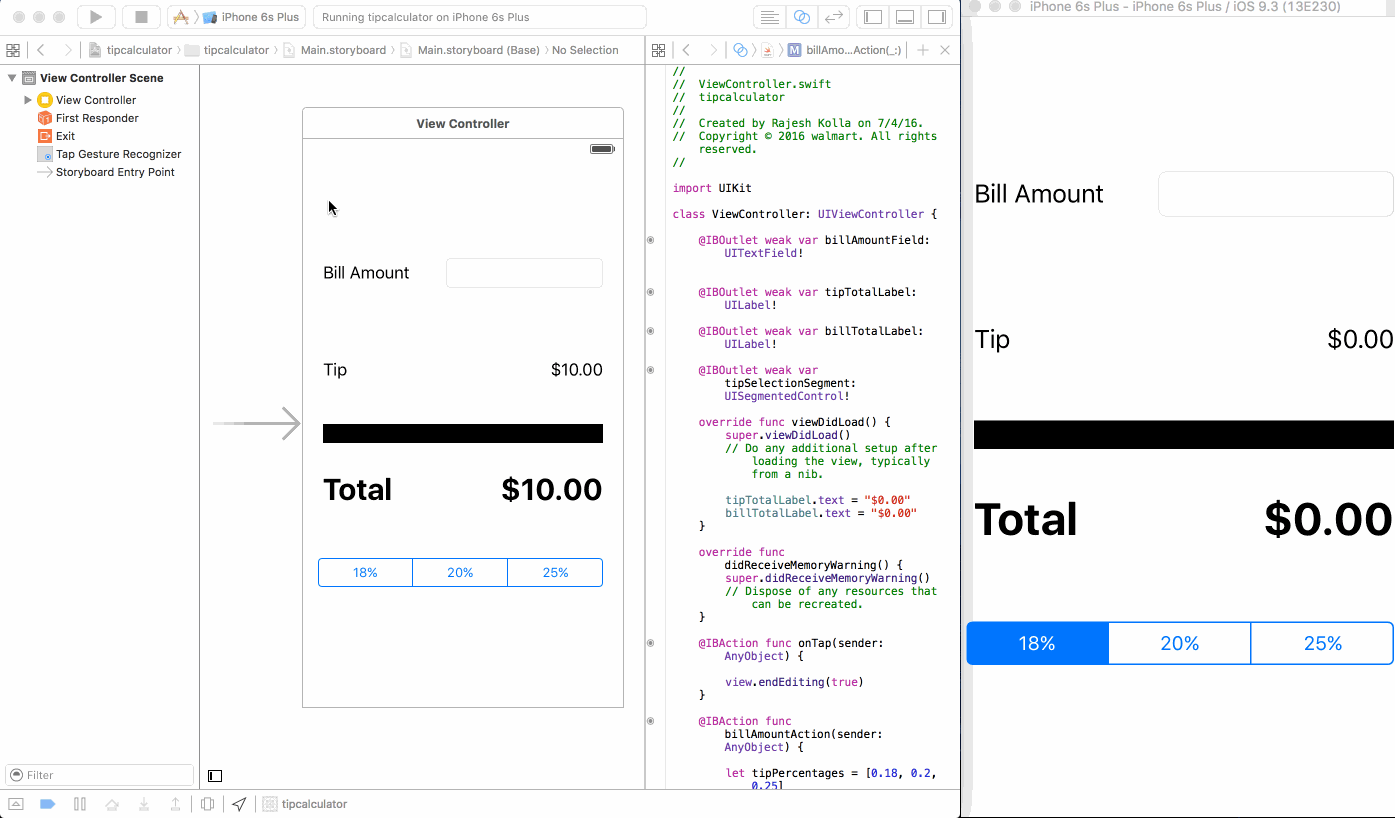 iPhone 6s Plus
Running tipcalculator on iPhone 6s Plus
iPhone 6s Plus - iPhone 6s Plus / iOS 9.3 (13E230)
tipcalculator
tipcalculator
Main.storyboard
Main.storyboard (Base)
No Selection
billAmo...Action(_:)
View Controller Scene
View Controller
First Responder
Exit
Tap Gesture Recognizer
Storyboard Entry Point
Filter
View Controller
Bill Amount
Tip $10.00
Total $10.00
18% 20% 25%
//
//  ViewController.swift
//  tipcalculator
//
//  Created by Rajesh Kolla on 7/4/16.
//  Copyright © 2016 walmart. All rights
reserved.
//
import UIKit
class ViewController: UIViewController {
@IBOutlet weak var billAmountField:
UITextField!
@IBOutlet weak var tipTotalLabel:
UILabel!
@IBOutlet weak var billTotalLabel:
UILabel!
@IBOutlet weak var
tipSelectionSegment:
UISegmentedControl!
override func viewDidLoad() {
super.viewDidLoad()
// Do any additional setup after
loading the view, typically
from a nib.
tipTotalLabel.text = "$0.00"
billTotalLabel.text = "$0.00"
}
override func
didReceiveMemoryWarning() {
super.didReceiveMemoryWarning()
// Dispose of any resources that
can be recreated.
}
@IBAction func onTap(sender:
AnyObject) {
view.endEditing(true)
}
@IBAction func
billAmountAction(sender:
AnyObject) {
let tipPercentages = [0.18, 0.2,
0.25]
tipcalculator
Bill Amount
Tip $0.00
Total $0.00
18% 20% 25%